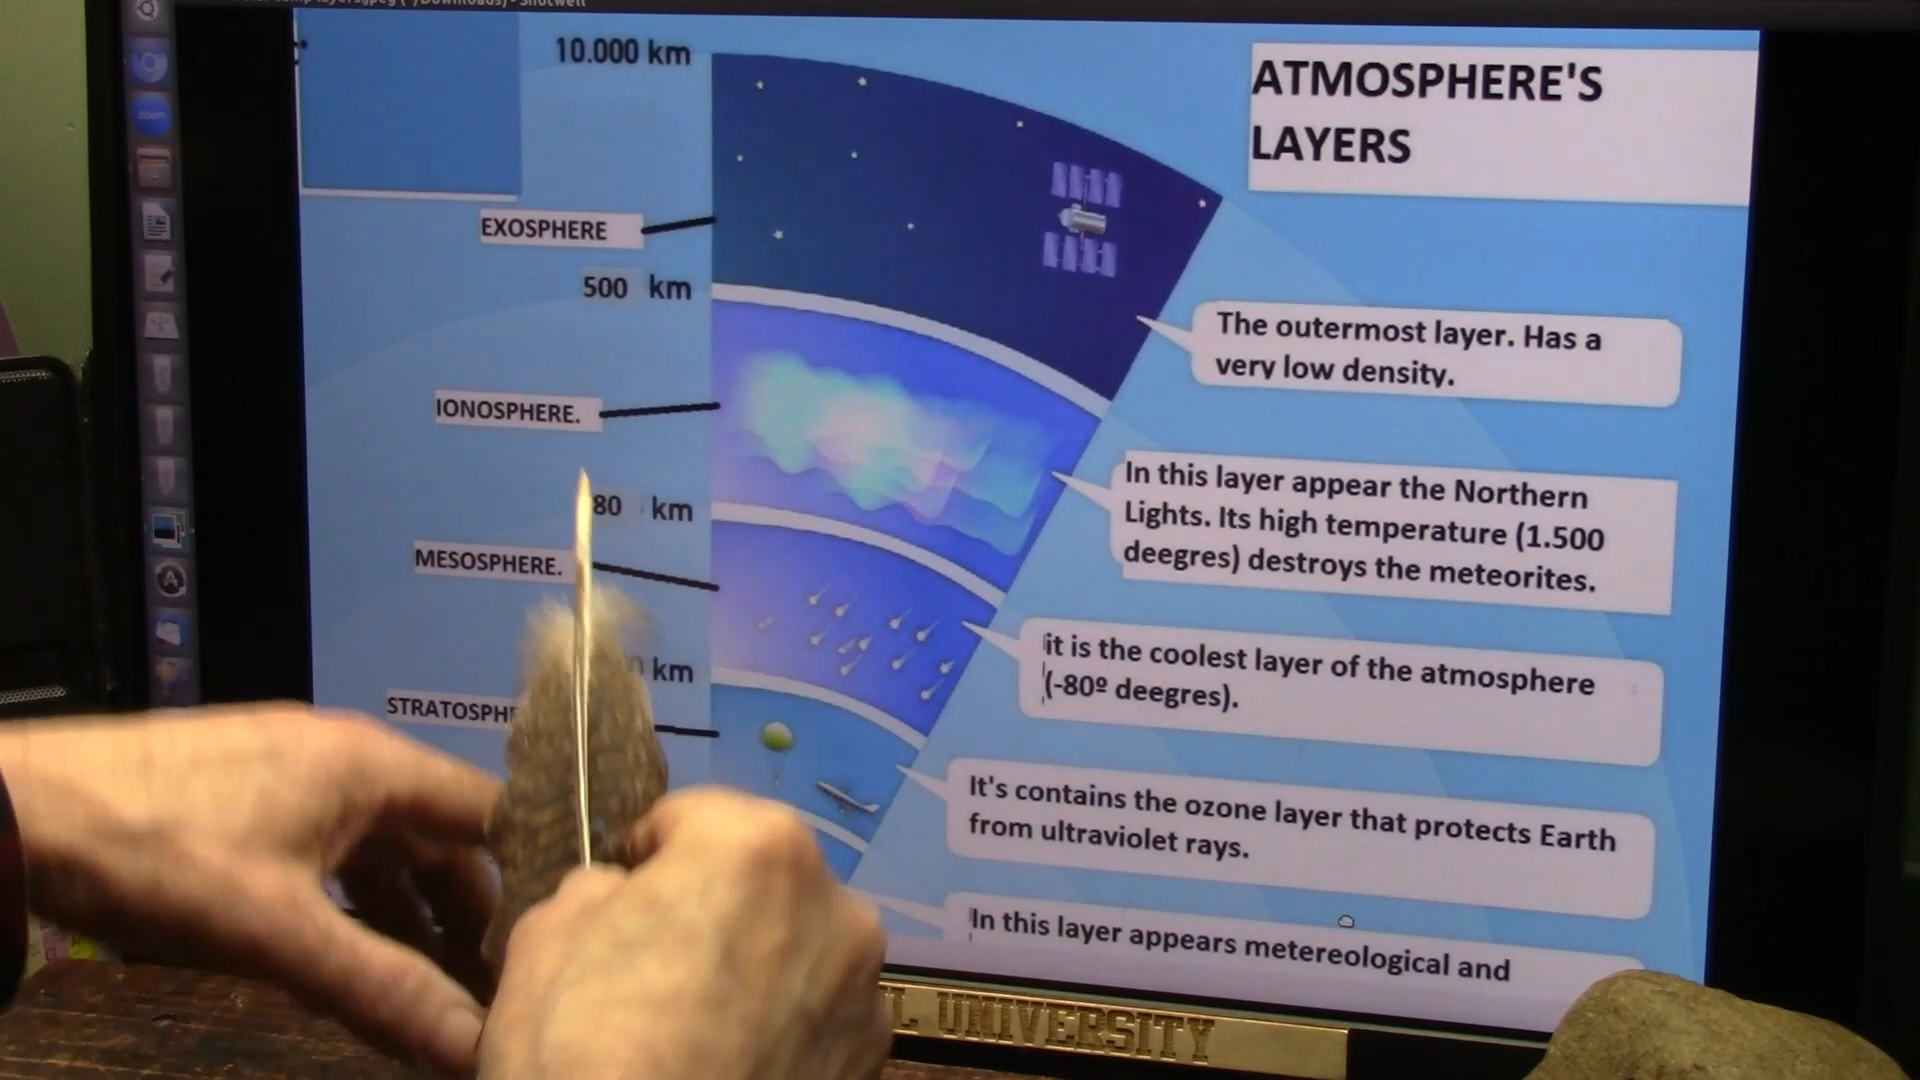 10.000 km
ATMOSPHERE'S
LAYERS
EXOSPHERE
500 km
The outermost layer. Has a
very low density.
IONOSPHERE.
In this layer appear the Northern
Lights. Its high temperature (1.500
deegres) destroys the meteorites.
80 km
MESOSPHERE.
it is the coolest layer of the atmosphere
(-80º deegres).
km
It's contains the ozone layer that protects Earth
from ultraviolet rays.
In this layer appears metereological and
UNIVERSITY
zoom